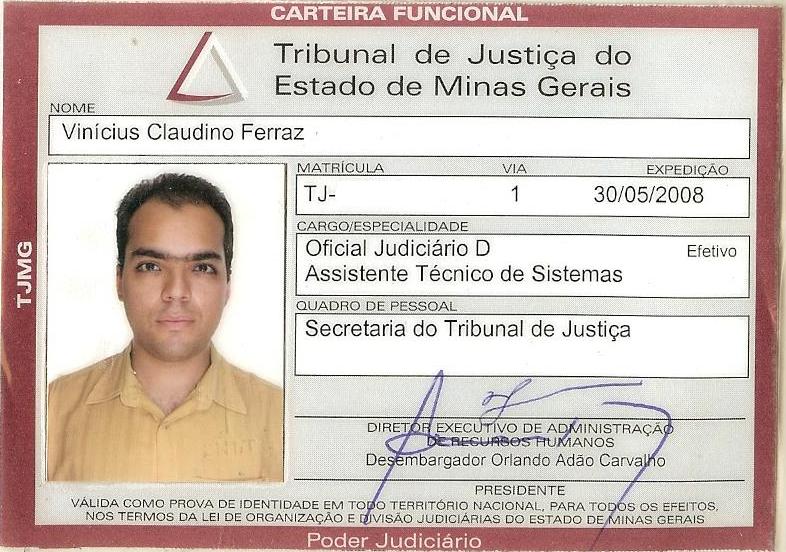 CARTEIRA FUNCIONAL
Tribunal de Justiça do
Estado de Minas Gerais
NOME
Vinícius Claudino Ferraz
MATRÍCULA VIA EXPEDIÇÃO
TJ- 1 30/05/2008
CARGO/ESPECIALIDADE
Oficial Judiciário D Efetivo
Assistente Técnico de Sistemas
QUADRO DE PESSOAL
Secretaria do Tribunal de Justiça
TJMG
DIRETOR EXECUTIVO DE ADMINISTRAÇÃO
DE RECURSOS HUMANOS
Desembargador Orlando Adão Carvalho
PRESIDENTE
VÁLIDA COMO PROVA DE IDENTIDADE EM TODO TERRITÓRIO NACIONAL, PARA TODOS OS EFEITOS,
NOS TERMOS DA LEI DE ORGANIZAÇÃO E DIVISÃO JUDICIÁRIAS DO ESTADO DE MINAS GERAIS
Poder Judiciário